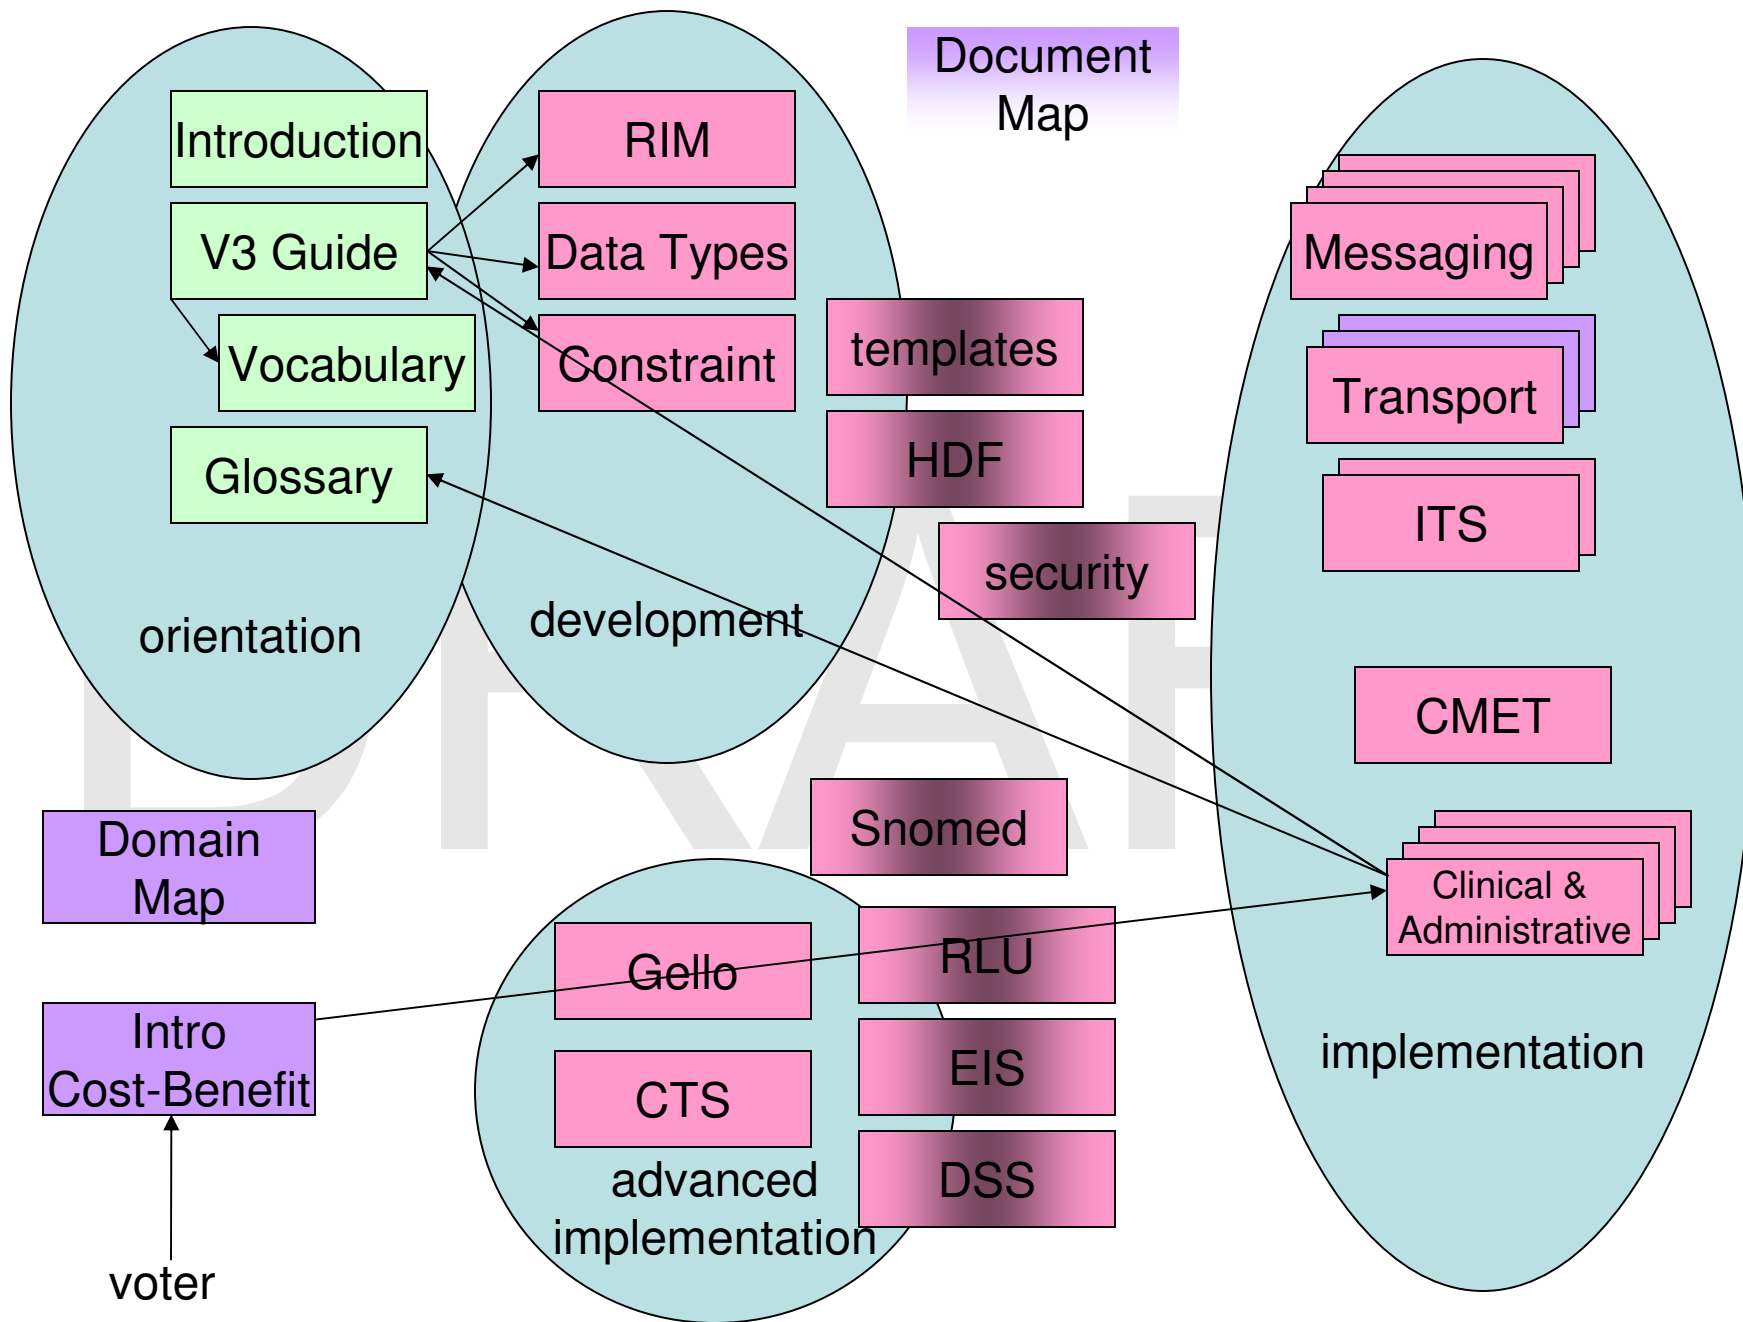 Document
Map
Introduction
V3 Guide
Vocabulary
Glossary
orientation
RIM
Data Types
Constraint
development
templates
HDF
security
Messaging
Transport
ITS
CMET
Clinical &
Administrative
implementation
Domain
Map
Intro
Cost-Benefit
voter
Snomed
Gello
CTS
advanced
implementation
RLU
EIS
DSS
DRAF